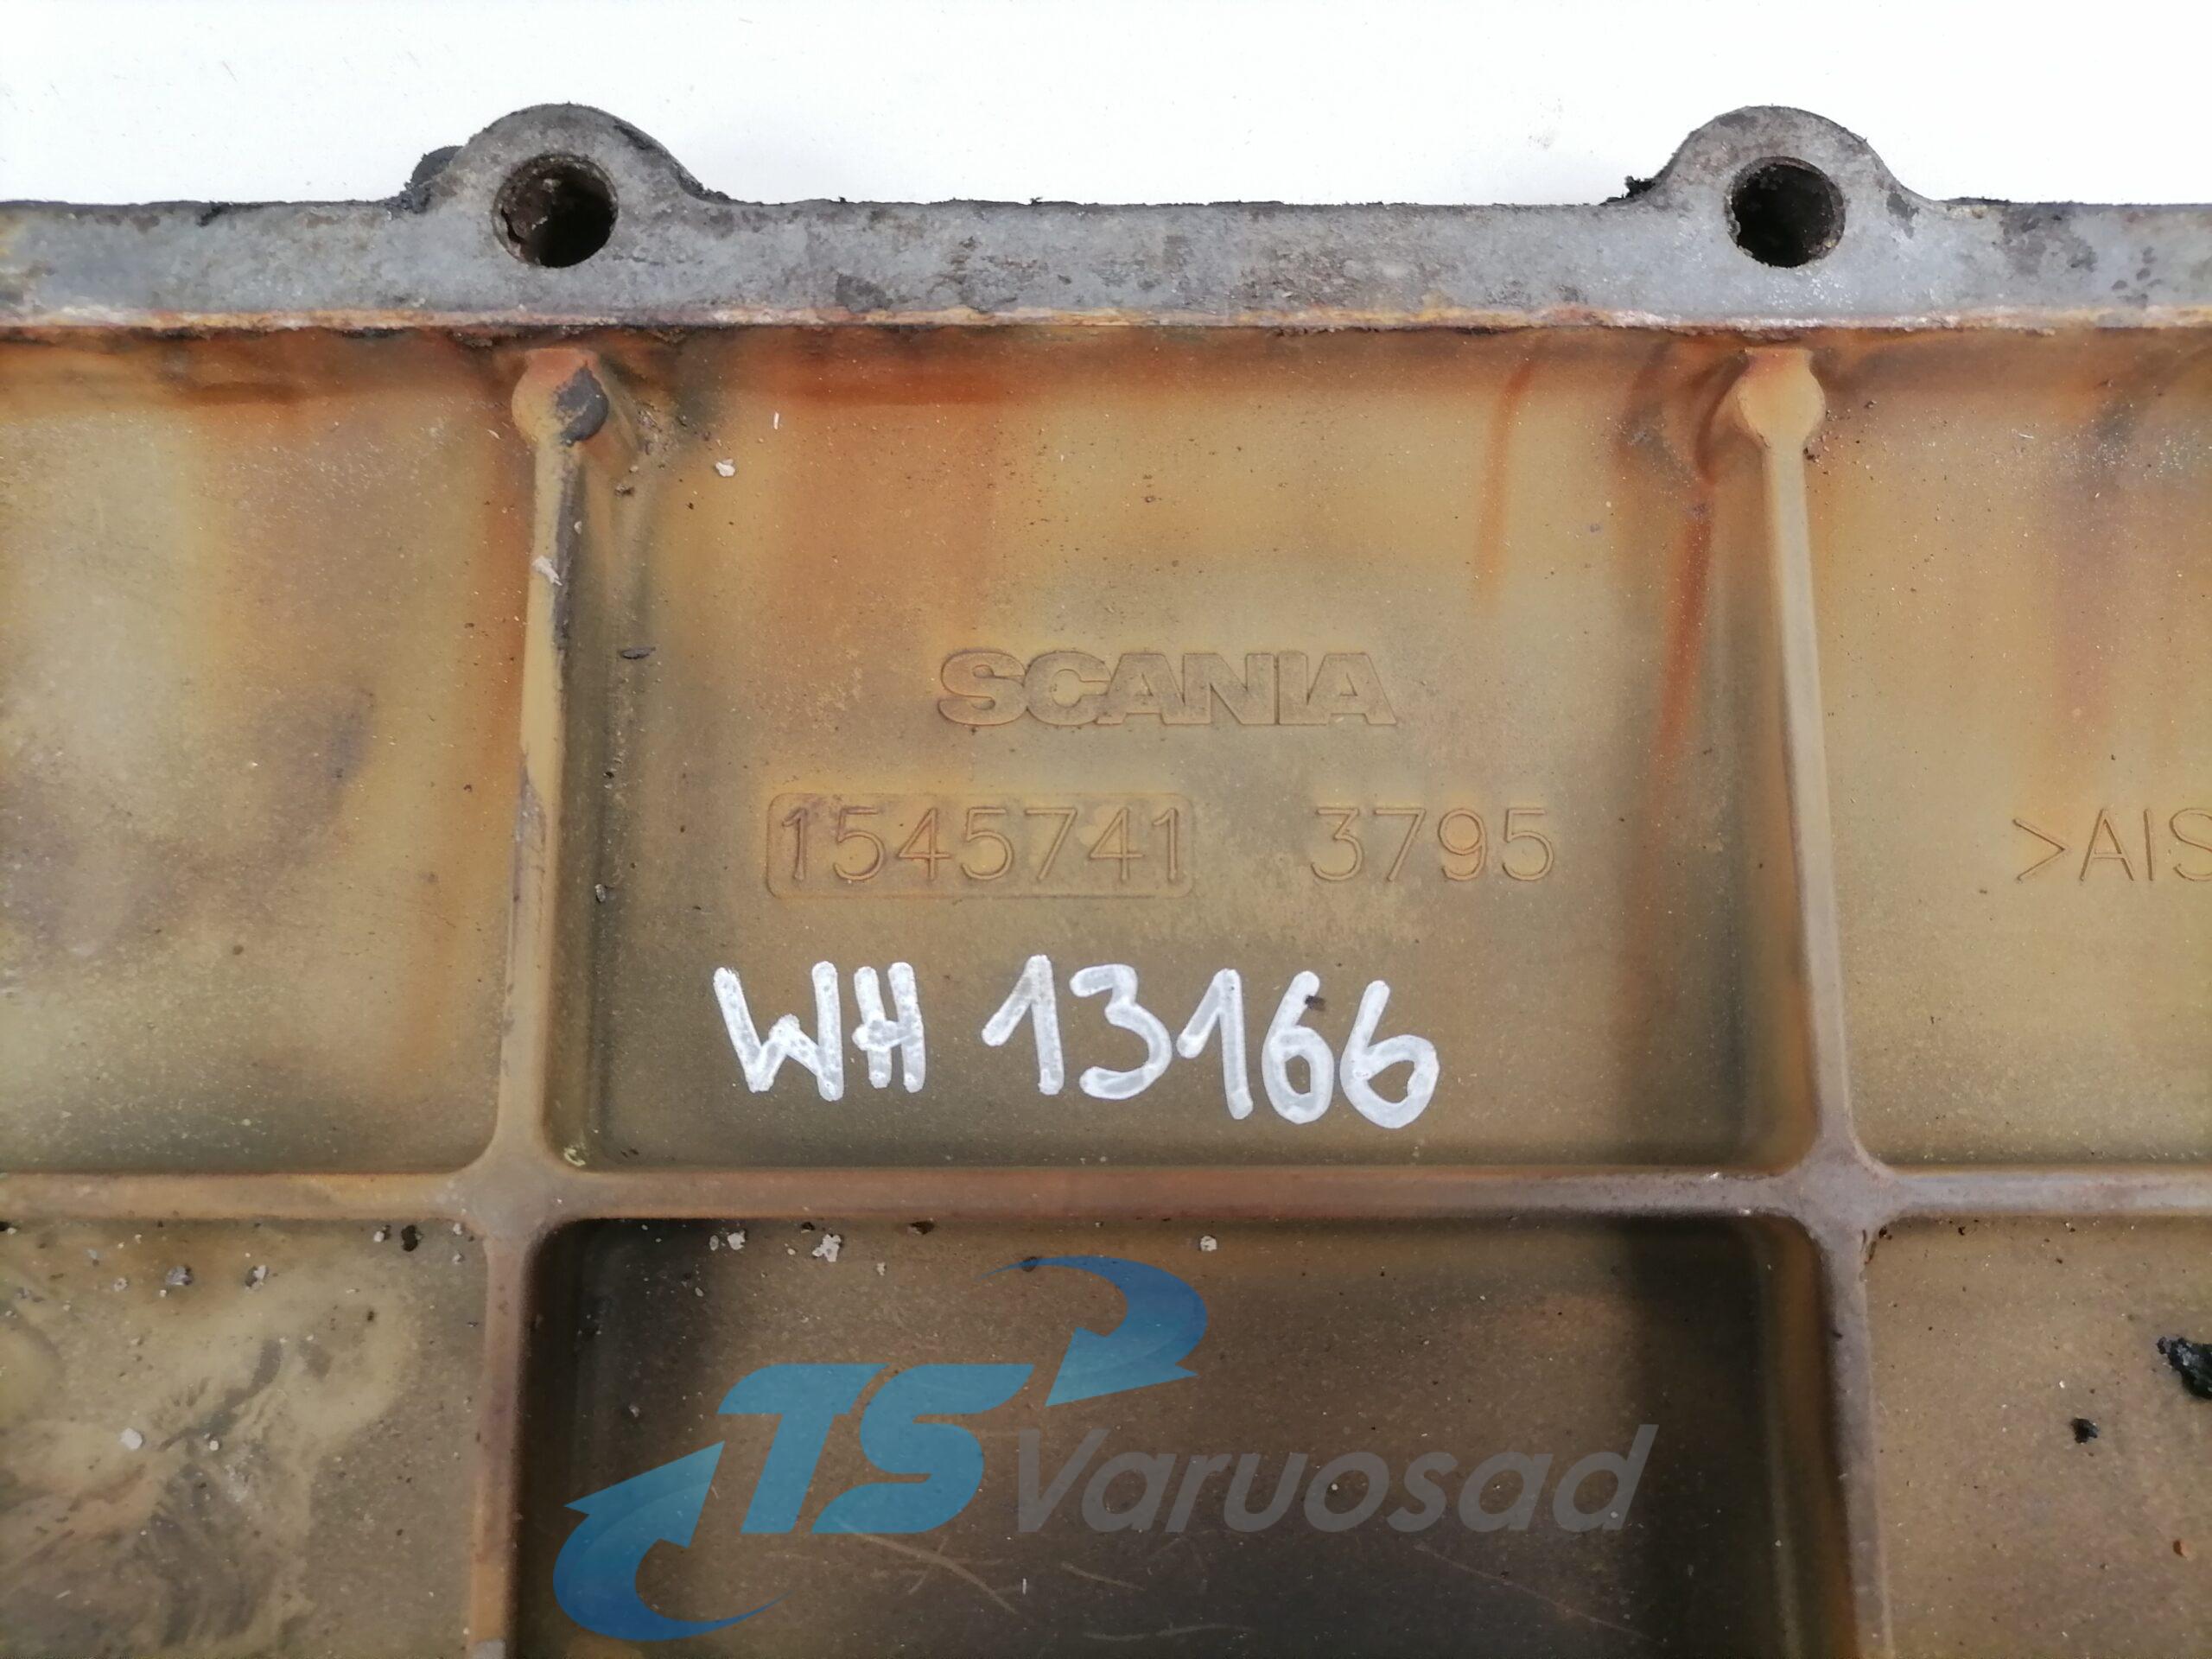 SCANIA
1545741 3795
>AIS
WH 13166
TS Varuosad